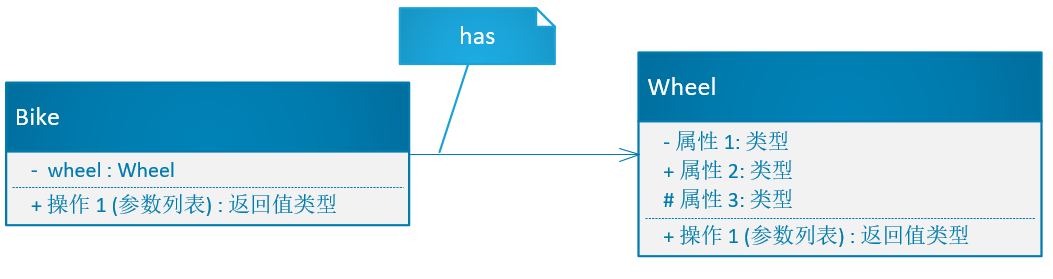 has
Bike
- wheel : Wheel
+ 操作 1 (参数列表) : 返回值类型
Wheel
- 属性 1: 类型
+ 属性 2: 类型
# 属性 3: 类型
+ 操作 1 (参数列表) : 返回值类型